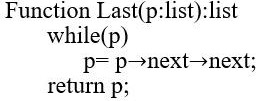 Function Last(p:list):list
while(p)
p= p→next→next;
return p;